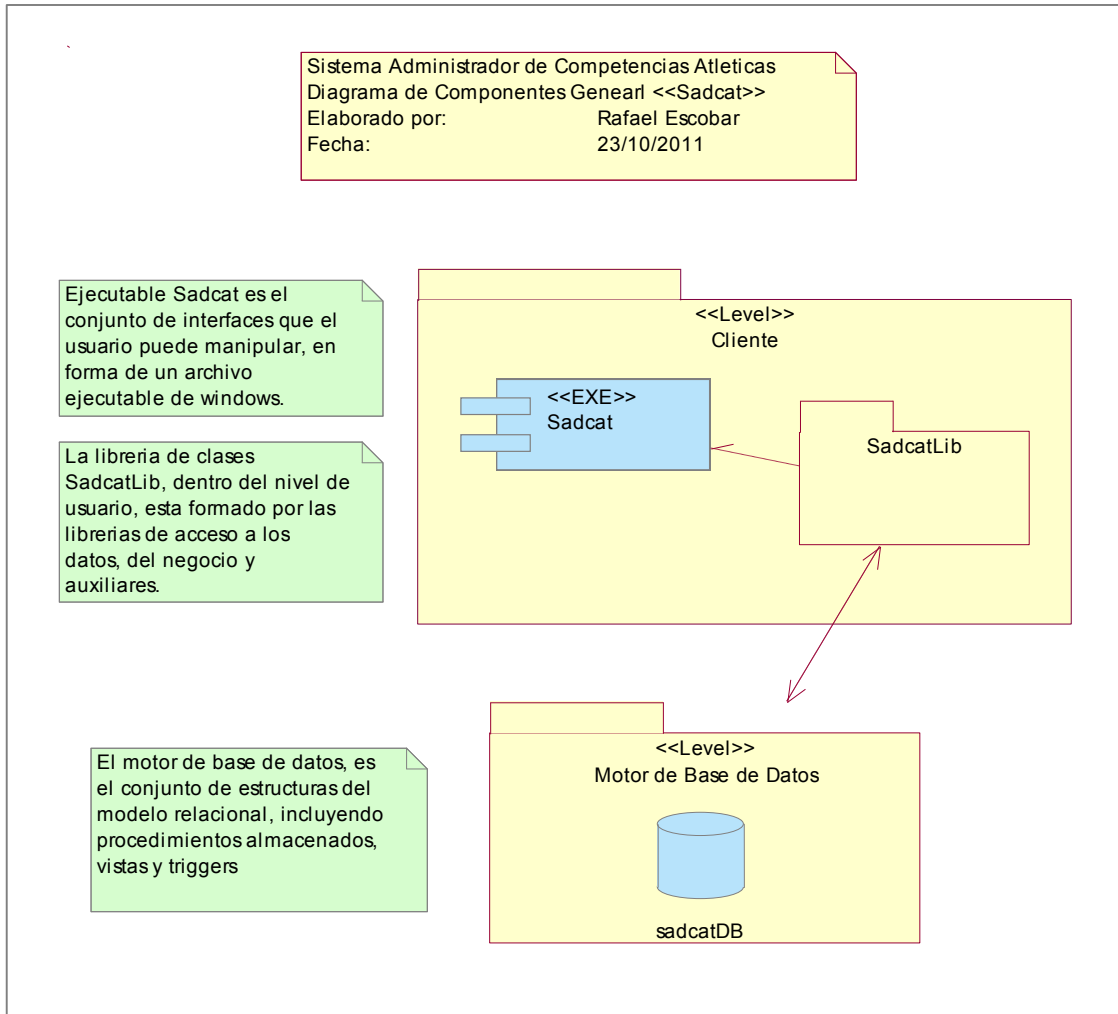 Sistema Administrador de Competencias Atleticas
Diagrama de Componentes Genearl <<Sadcat>>
Elaborado por: Rafael Escobar
Fecha: 23/10/2011
Ejecutable Sadcat es el
conjunto de interfaces que el
usuario puede manipular, en
forma de un archivo
ejecutable de windows.
La libreria de clases
SadcatLib, dentro del nivel de
usuario, esta formado por las
librerias de acceso a los
datos, del negocio y
auxiliares.
<<Level>>
Cliente
<<EXE>>
Sadcat
SadcatLib
El motor de base de datos, es
el conjunto de estructuras del
modelo relacional, incluyendo
procedimientos almacenados,
vistas y triggers
<<Level>>
Motor de Base de Datos
sadcatDB